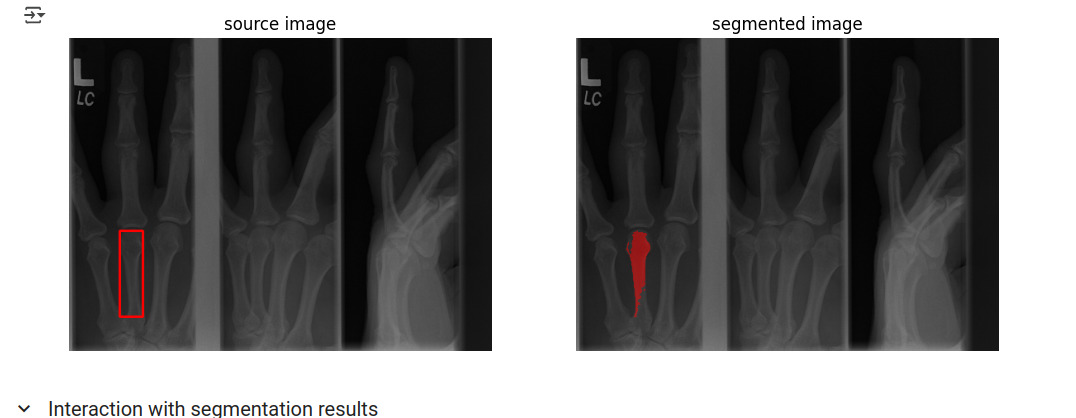 source image
segmented image
L
LC
L
LC
Interaction with segmentation results